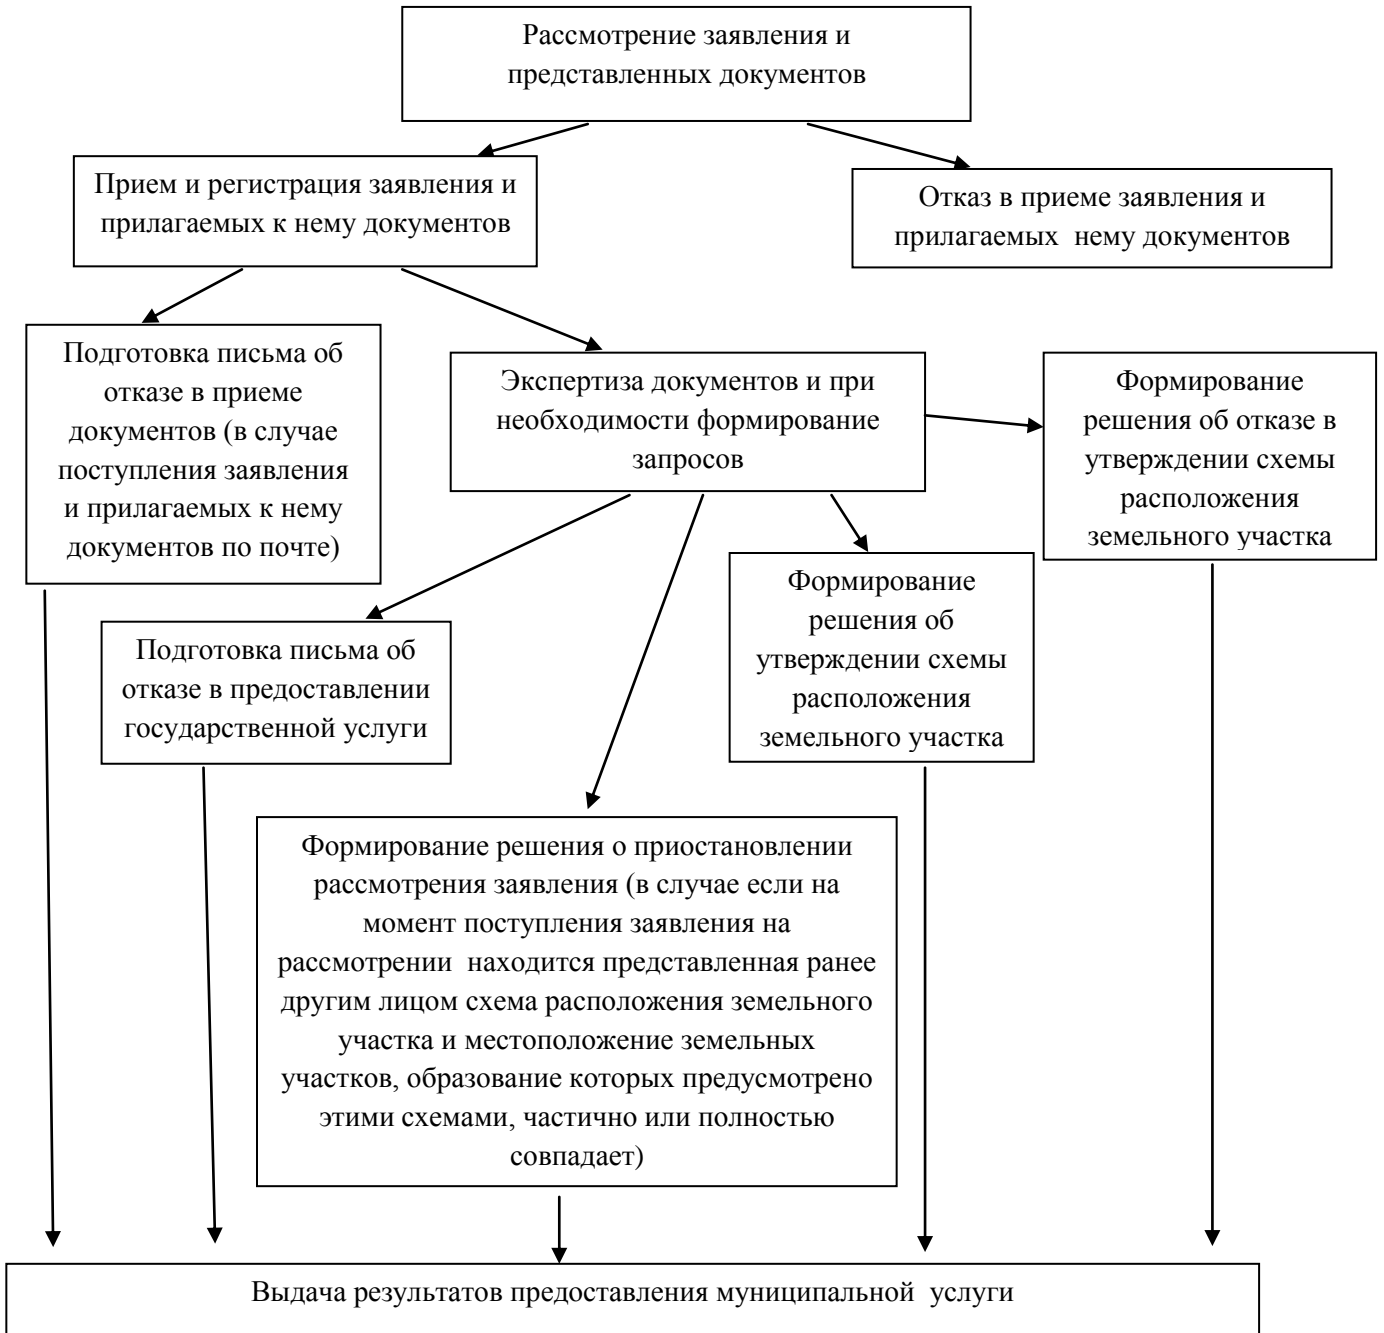 Рассмотрение заявления и
представленных документов
Прием и регистрация заявления и
прилагаемых к нему документов
Отказ в приеме заявления и
прилагаемых  нему документов
Подготовка письма об
отказе в приеме
документов (в случае
поступления заявления
и прилагаемых к нему
документов по почте)
Экспертиза документов и при
необходимости формирование
запросов
Формирование
решения об отказе в
утверждении схемы
расположения
земельного участка
Подготовка письма об
отказе в предоставлении
государственной услуги
Формирование
решения об
утверждении схемы
расположения
земельного участка
Формирование решения о приостановлении
рассмотрения заявления (в случае если на
момент поступления заявления на
рассмотрении  находится представленная ранее
другим лицом схема расположения земельного
участка и местоположение земельных
участков, образование которых предусмотрено
этими схемами, частично или полностью
совпадает)
Выдача результатов предоставления муниципальной  услуги